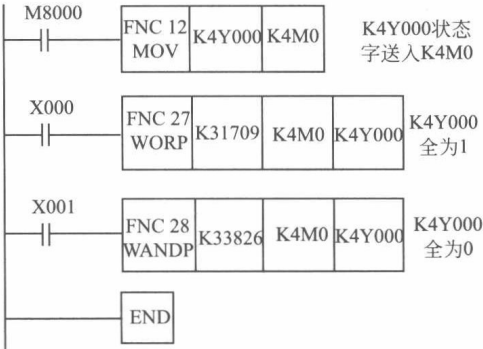 M8000
FNC 12
MOV
K4Y000
K4M0
K4Y000状态
字送入K4M0
X000
FNC 27
WORP
K31709
K4M0
K4Y000
K4Y000
全为1
X001
FNC 28
WANDP
K33826
K4M0
K4Y000
K4Y000
全为0
END